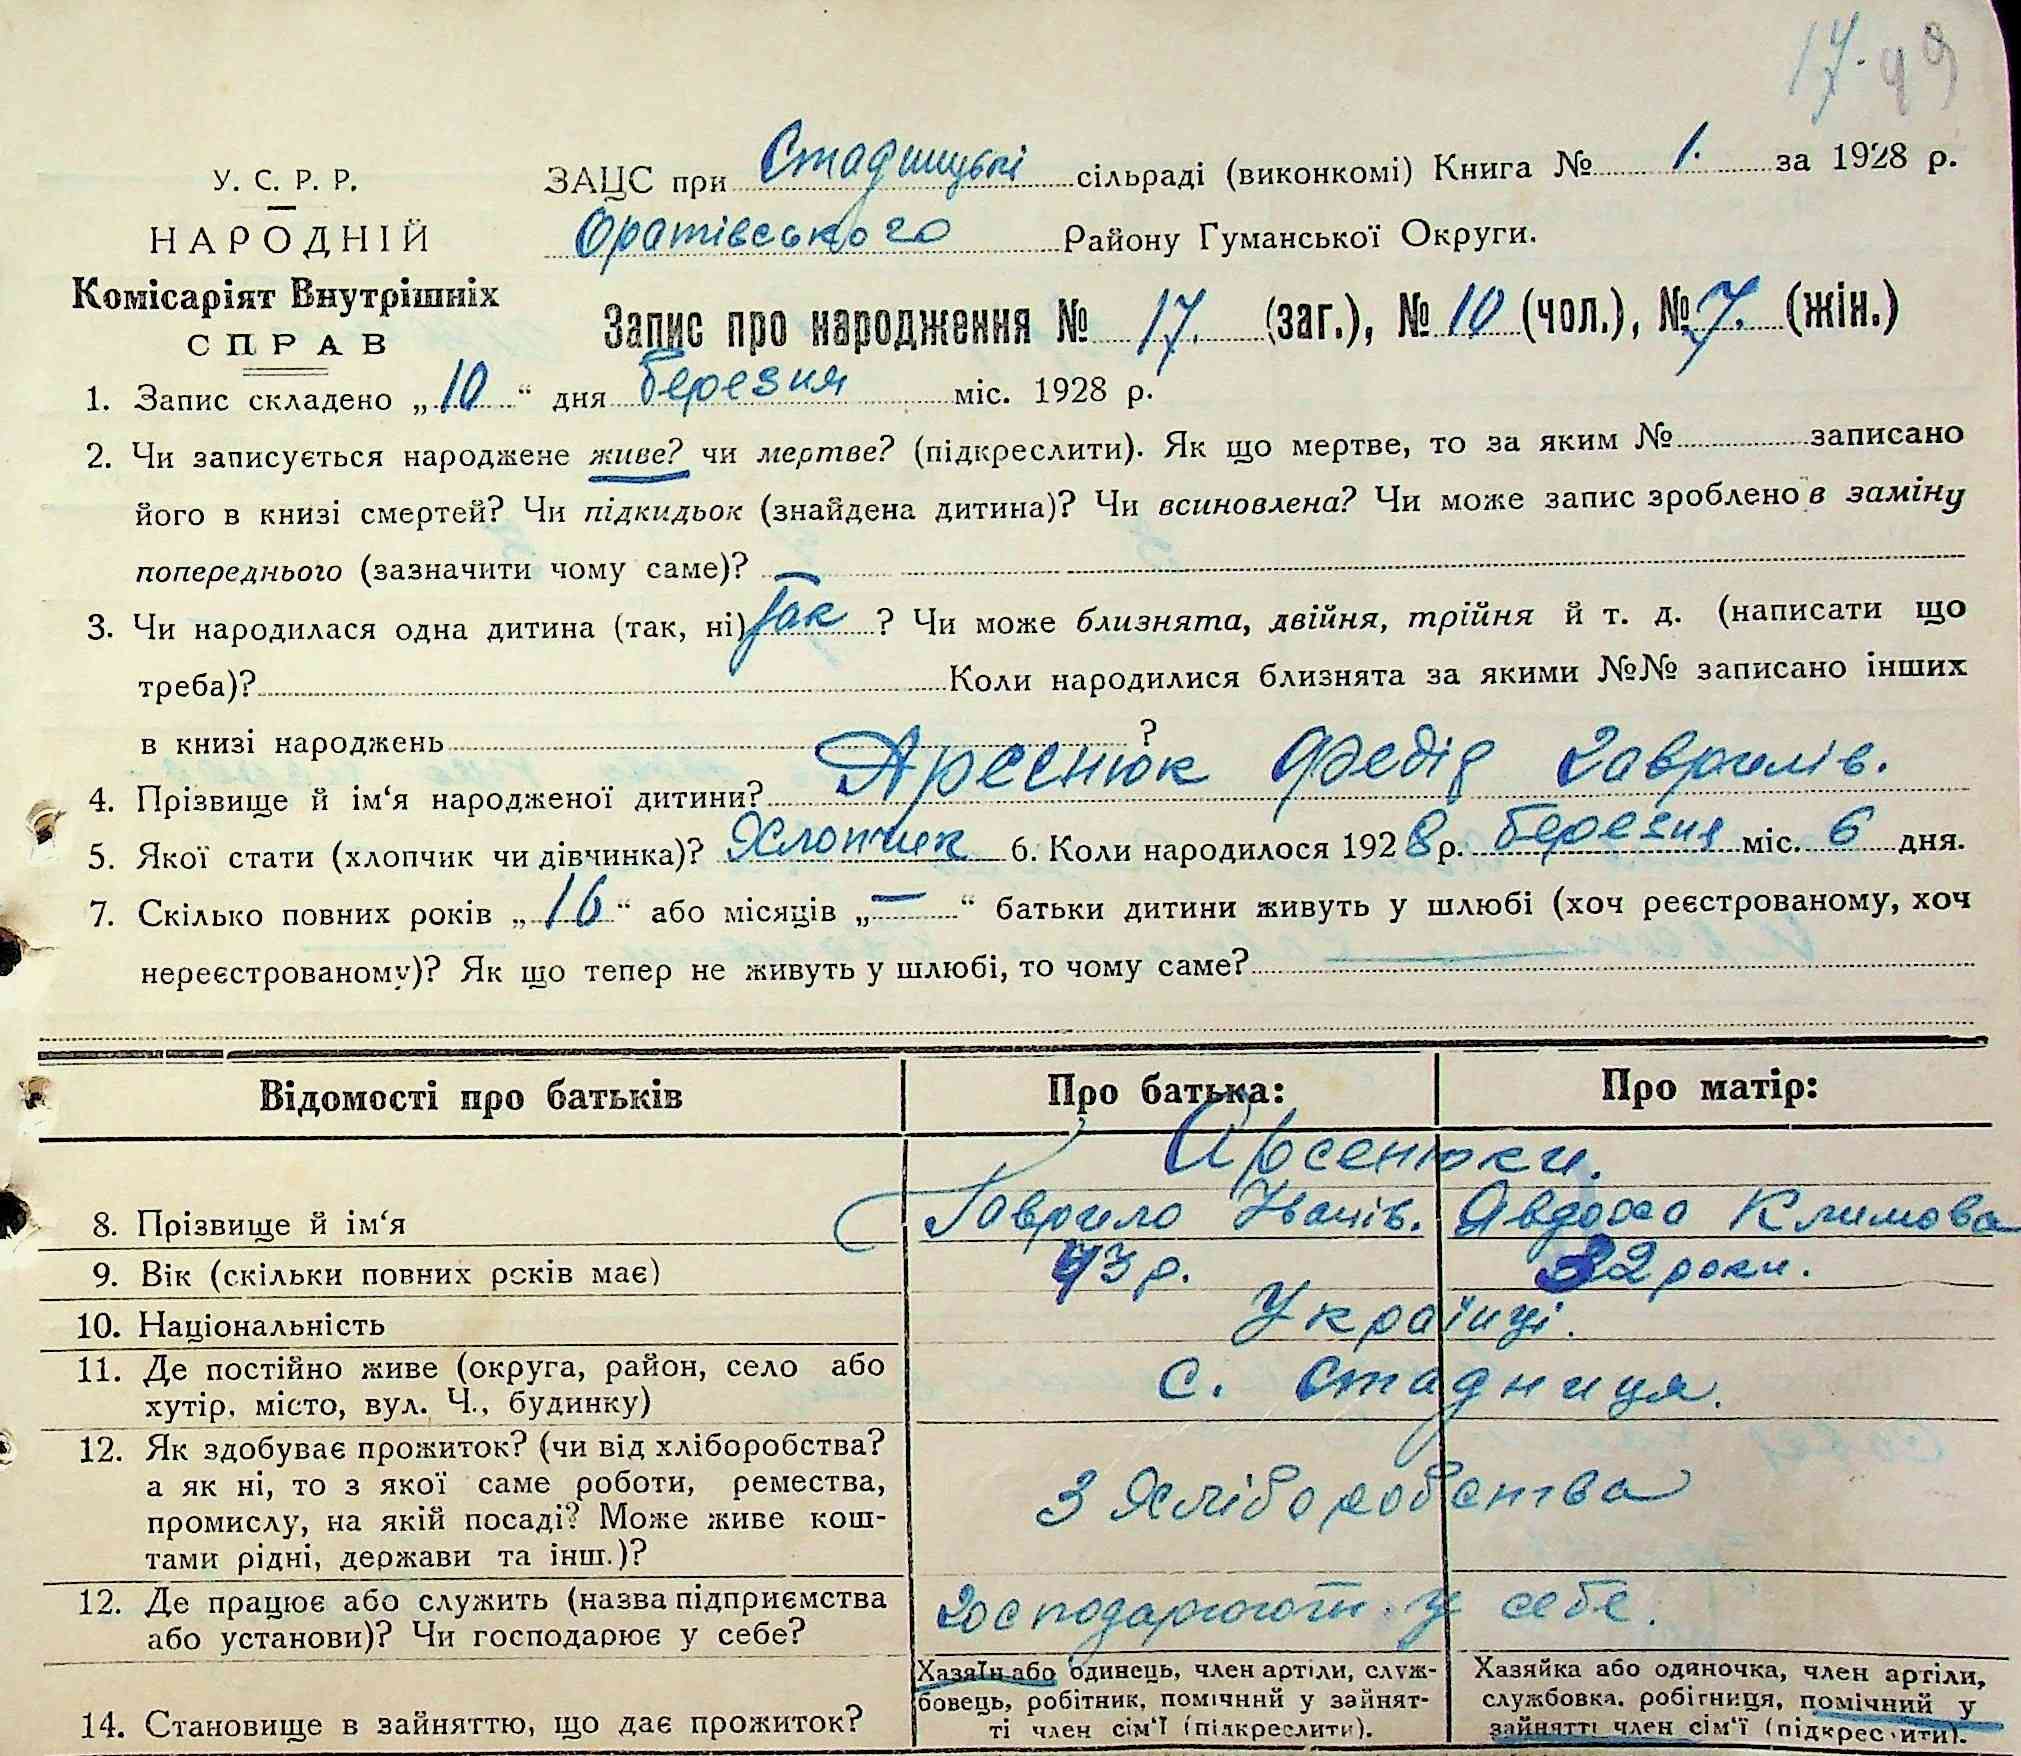 17. 49
У. С. Р. Р.
НАРОДНІЙ
Комісаріят Внутрішніх
СПРАВ
ЗАЦС при Стадницькі сільраді (виконкомі) Книга № 1. за 1928 р.
Оратівського Району Гуманської Округи.
Запис про народження № 17. (заг.), № 10 (чол.), № 7. (жін.)
1. Запис складено „ 10 “ дня березня міс. 1928 р.
2. Чи записується народжене живе? чи мертве? (підкреслити). Як що мертве, то за яким № записано
його в книзі смертей? Чи підкидьок (знайдена дитина)? Чи всиновлена? Чи може запис зроблено в заміну
попереднього (зазначити чому саме)?
3. Чи народилася одна дитина (так, ні) Так ? Чи може близнята, двійня, трійня й т. д. (написати що
треба)? Коли народилися близнята за якими №№ записано інших
в книзі народжень ?
4. Прізвище й ім‘я народженої дитини? Арсенюк Федір Гаврилів.
5. Якої статі (хлопчик чи дівчинка)? Хлопчик 6. Коли народилося 1928 р. березня міс. 6 дня.
7. Скілько повних років „ 16 “ або місяців „ — “ батьки дитини живуть у шлюбі (хоч реєстрованому, хоч
нереєстрованому)? Як що тепер не живуть у шлюбі, то чому саме?
Відомості про батьків Про батька: Про матір:
Арсенюки.
8. Прізвище й ім‘я Гаврило Іванів. Явдоха Климова
9. Вік (скільки повних років має) 43 р. 32 роки.
10. Національність Українці.
11. Де постійно живе (округа, район, село або
хутір, місто, вул. Ч., будинку) с. Стадниця.
12. Як здобуває прожиток? (чи від хліборобства?
а як ні, то з якої саме роботи, ремества,
промислу, на якій посаді? Може живе кош-
тами рідні, держави та інш.)? З Хліборобства
12. Де працює або служить (назва підприємства
або установи)? Чи господарює у себе? господарюють у себе.
14. Становище в зайняттю, що дає прожиток?
Хазяїн або одинець, член артіли, служ-
бовець, робітник, помічний у зайнят-
ті член сім‘ї (підкреслити).
Хазяйка або одиночка, член артіли,
службовка, робітниця, помічний у
зайнятті член сім‘ї (підкреслити).